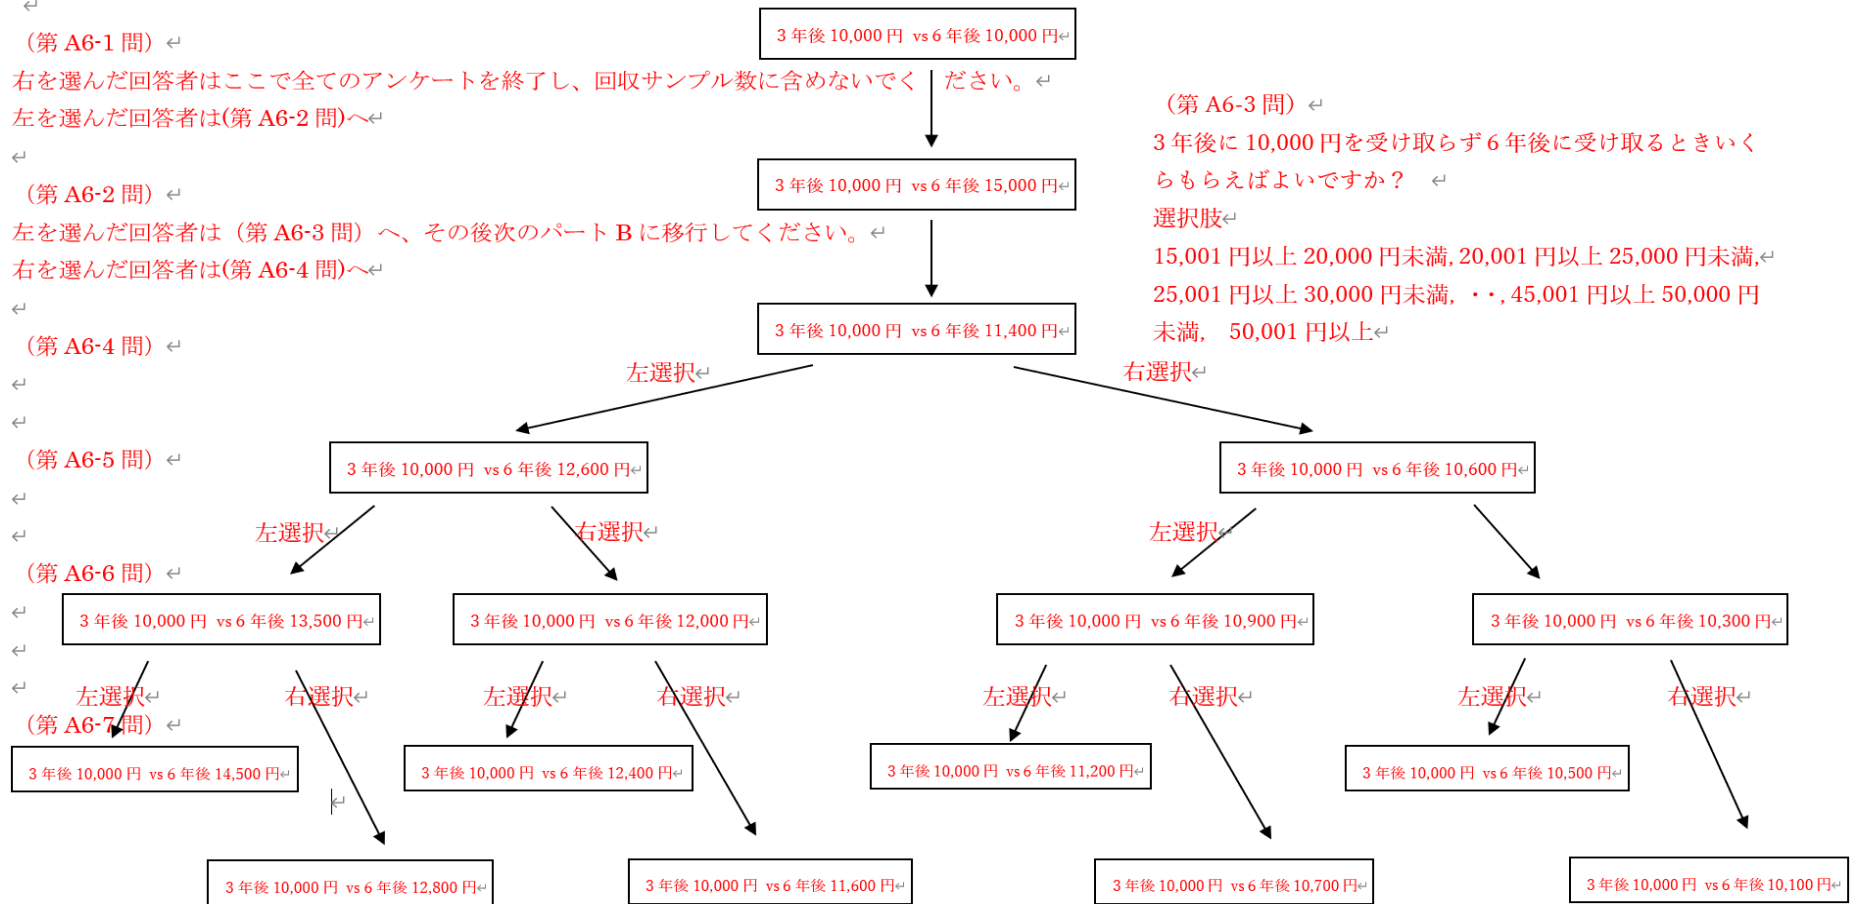 （第 A6-1 問）
右を選んだ回答者はここで全てのアンケートを終了し、回収サンプル数に含めないでください。
左を選んだ回答者は(第 A6-2 問)へ
（第 A6-2 問）
左を選んだ回答者は（第 A6-3 問）へ、その後次のパート B に移行してください。
右を選んだ回答者は(第 A6-4 問)へ
3 年後 10,000 円 vs 6 年後 10,000 円
3 年後 10,000 円 vs 6 年後 15,000 円
（第 A6-3 問）
3 年後に 10,000 円を受け取らず 6 年後に受け取るときいく
らもらえばよいですか？
選択肢
15,001 円以上 20,000 円未満, 20,001 円以上 25,000 円未満,
25,001 円以上 30,000 円未満, ・・, 45,001 円以上 50,000 円
未満, 50,001 円以上
（第 A6-4 問）
3 年後 10,000 円 vs 6 年後 11,400 円
左選択
右選択
（第 A6-5 問）
3 年後 10,000 円 vs 6 年後 12,600 円
3 年後 10,000 円 vs 6 年後 10,600 円
左選択
右選択
左選択
（第 A6-6 問）
3 年後 10,000 円 vs 6 年後 13,500 円
3 年後 10,000 円 vs 6 年後 12,000 円
3 年後 10,000 円 vs 6 年後 10,900 円
3 年後 10,000 円 vs 6 年後 10,300 円
左選択
右選択
左選択
右選択
左選択
右選択
左選択
右選択
（第 A6-7 問）
3 年後 10,000 円 vs 6 年後 14,500 円
3 年後 10,000 円 vs 6 年後 12,400 円
3 年後 10,000 円 vs 6 年後 11,200 円
3 年後 10,000 円 vs 6 年後 10,500 円
3 年後 10,000 円 vs 6 年後 12,800 円
3 年後 10,000 円 vs 6 年後 11,600 円
3 年後 10,000 円 vs 6 年後 10,700 円
3 年後 10,000 円 vs 6 年後 10,100 円